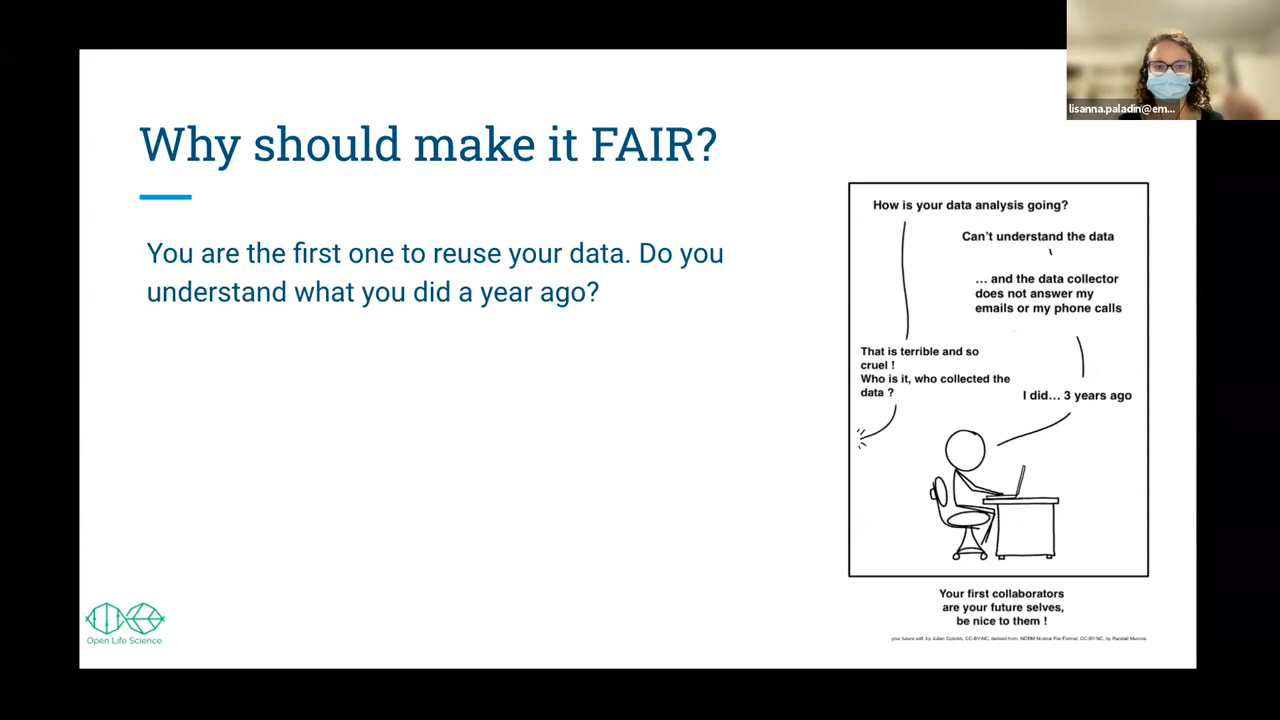 lisanna.paladin@em...
Why should make it FAIR?
You are the first one to reuse your data. Do you
understand what you did a year ago?
How is your data analysis going?
Can't understand the data
... and the data collector
does not answer my
emails or my phone calls
That is terrible and so
cruel !
Who is it, who collected the
data ?
I did... 3 years ago
Your first collaborators
are your future selves,
be nice to them !
your future self, by Julien Colomb, CC-BY-NC, derived from: NORM Normal File Format, CC-BY-NC, by Randall Munroe
Open Life Science